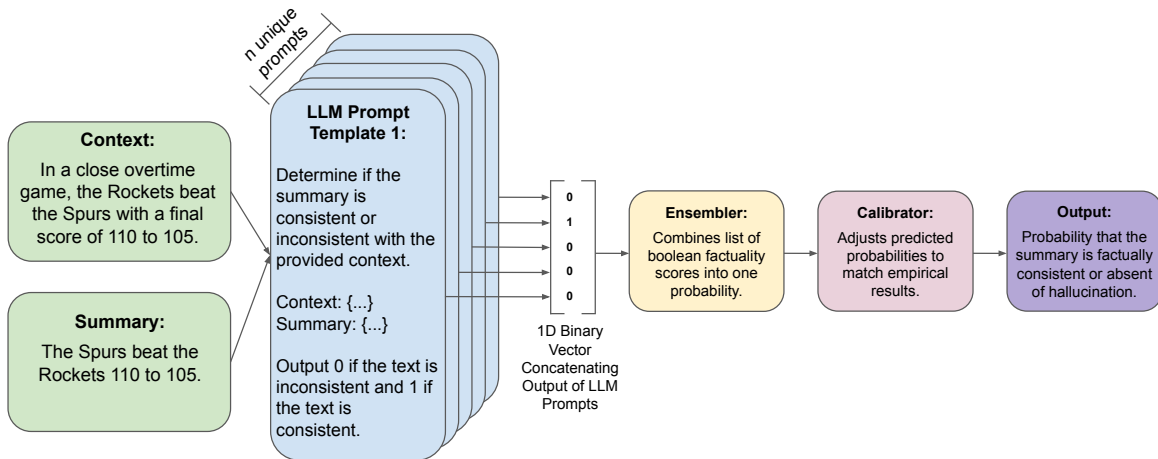 n unique
prompts
Context:
In a close overtime
game, the Rockets beat
the Spurs with a final
score of 110 to 105.
Summary:
The Spurs beat the
Rockets 110 to 105.
LLM Prompt
Template 1:
Determine if the
summary is
consistent or
inconsistent with the
provided context.
Context: {...}
Summary: {...}
Output 0 if the text is
inconsistent and 1 if
the text is
consistent.
0
1
0
0
0
1D Binary
Vector
Concatenating
Output of LLM
Prompts
Ensembler:
Combines list of
boolean factuality
scores into one
probability.
Calibrator:
Adjusts predicted
probabilities to
match empirical
results.
Output:
Probability that the
summary is factually
consistent or absent
of hallucination.